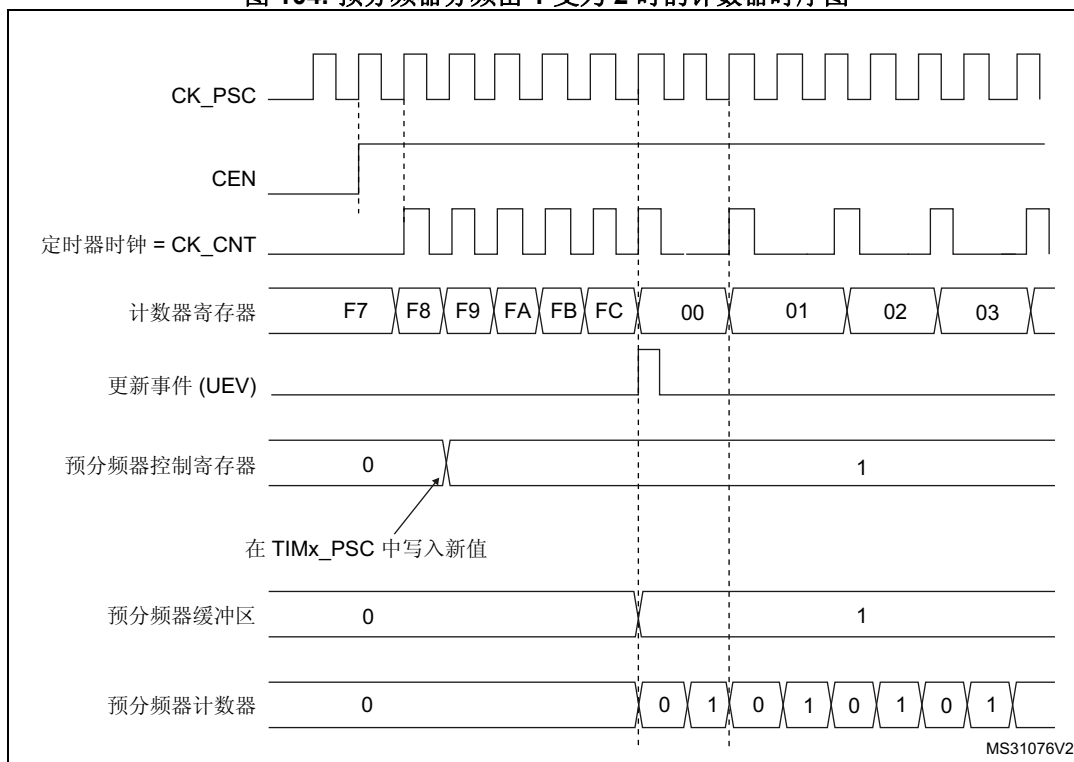 CK_PSC
CEN
定时器时钟 = CK_CNT
计数器寄存器 F7 F8 F9 FA FB FC 00 01 02 03
更新事件 (UEV)
预分频器控制寄存器 0 1
在 TIMx_PSC 中写入新值
预分频器缓冲区 0 1
预分频器计数器 0 0 1 0 1 0 1 0 1
MS31076V2